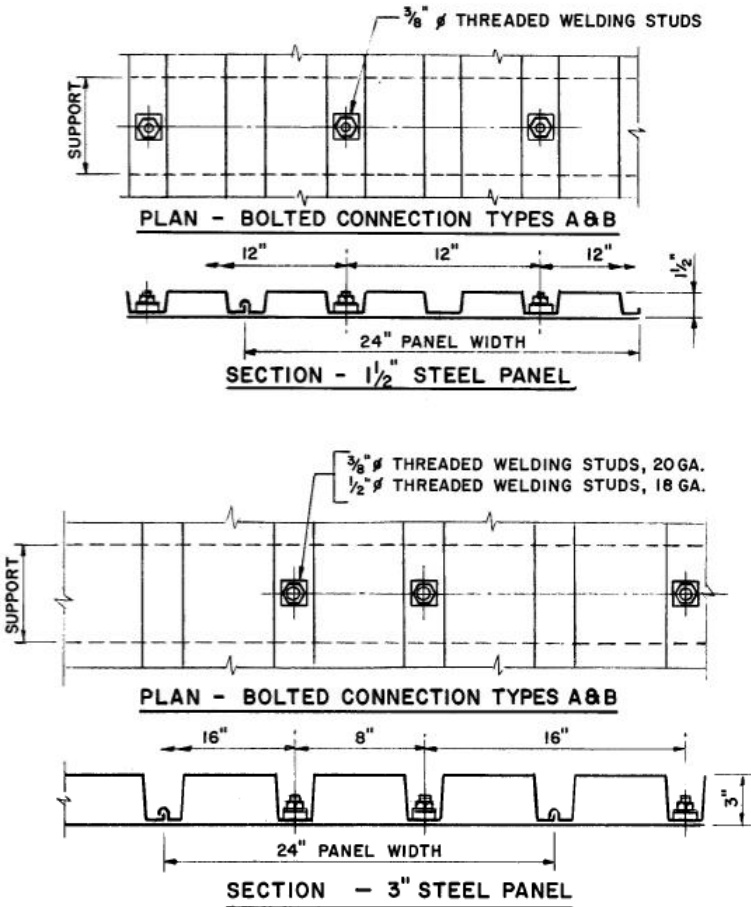 3/8" ø THREADED WELDING STUDS
SUPPORT
PLAN - BOLTED CONNECTION TYPES A & B
12" 12" 12"
1 1/2"
24" PANEL WIDTH
SECTION - 1 1/2" STEEL PANEL
3/8" ø THREADED WELDING STUDS, 20 GA.
1/2" ø THREADED WELDING STUDS, 18 GA.
SUPPORT
PLAN - BOLTED CONNECTION TYPES A & B
16" 8" 16"
3"
24" PANEL WIDTH
SECTION - 3" STEEL PANEL